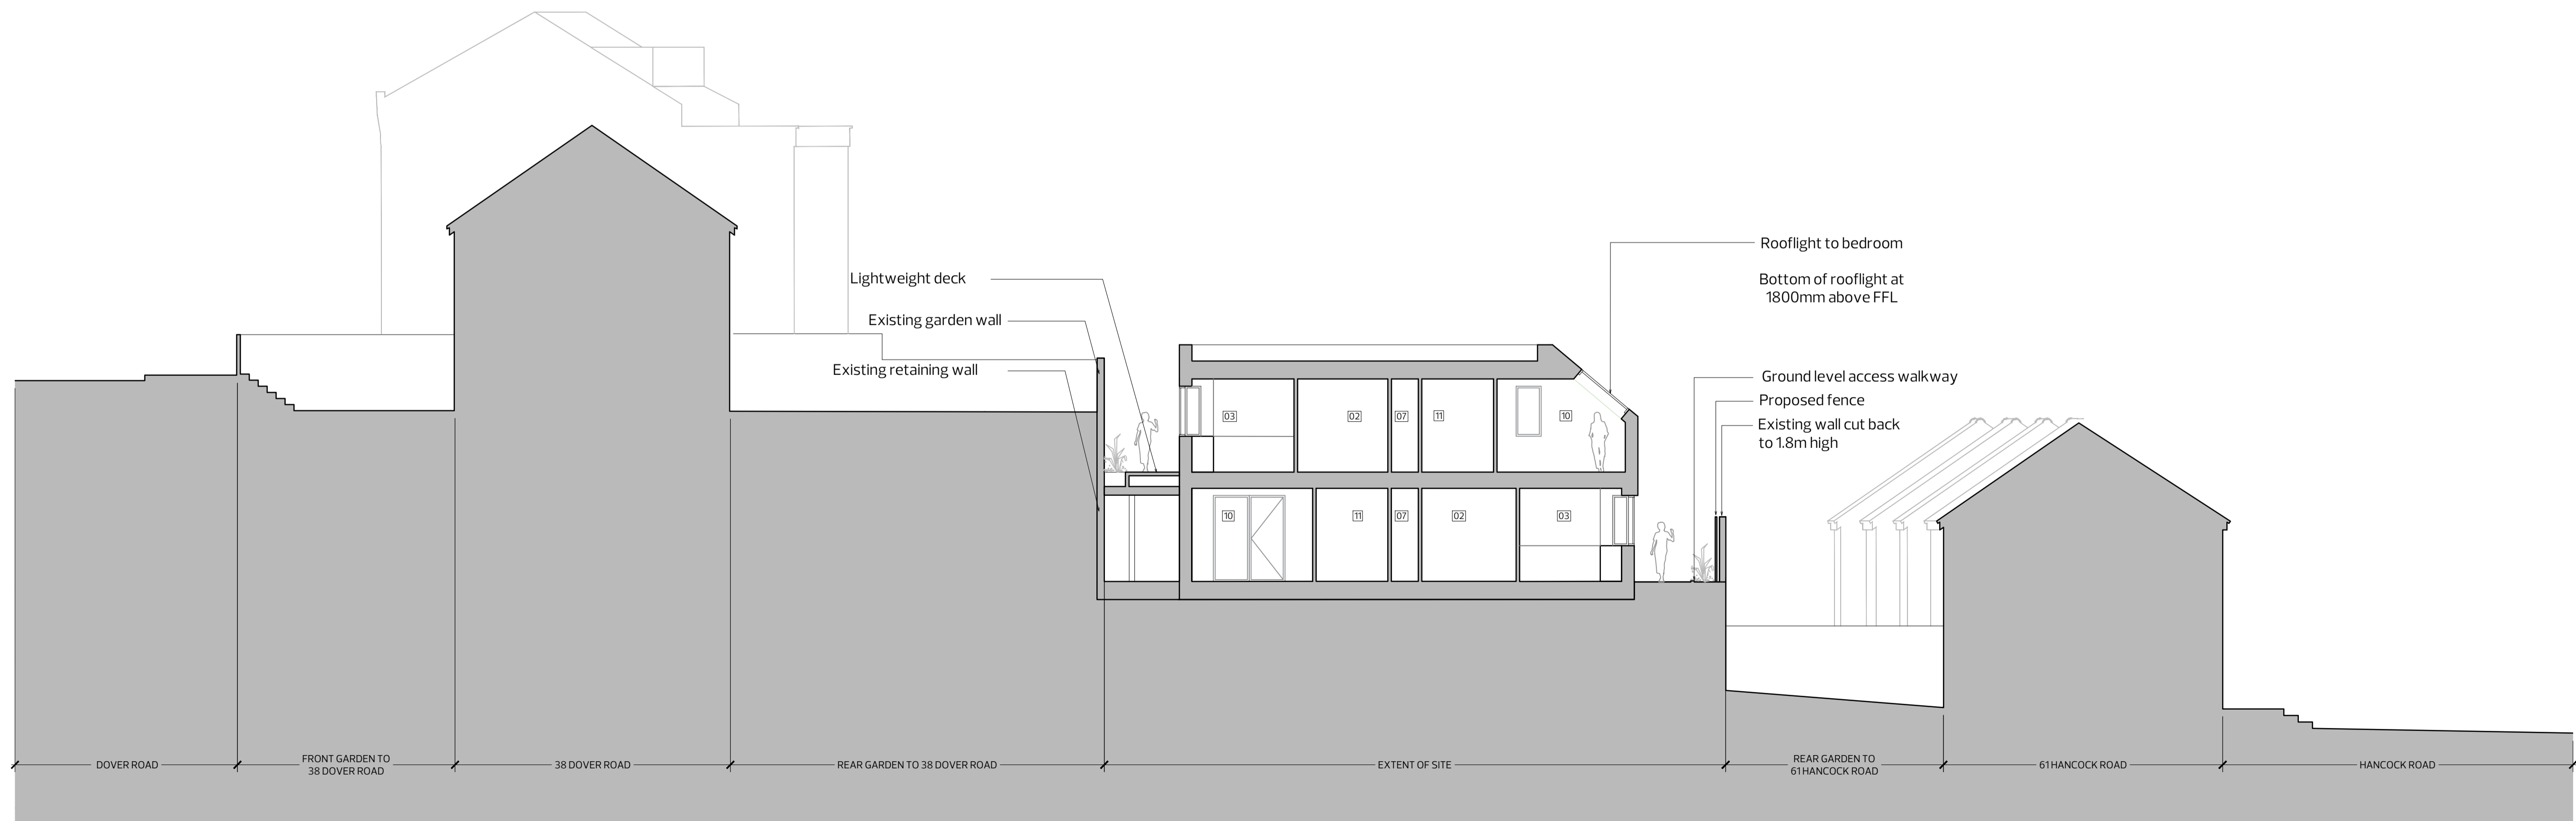 Lightweight deck
Existing garden wall
Existing retaining wall
Rooflight to bedroom
Bottom of rooflight at
1800mm above FFL
Ground level access walkway
Proposed fence
Existing wall cut back
to 1.8m high
03
02
07
11
10
10
11
07
02
03
DOVER ROAD
FRONT GARDEN TO
38 DOVER ROAD
38 DOVER ROAD
REAR GARDEN TO 38 DOVER ROAD
EXTENT OF SITE
REAR GARDEN TO
61 HANCOCK ROAD
61 HANCOCK ROAD
HANCOCK ROAD